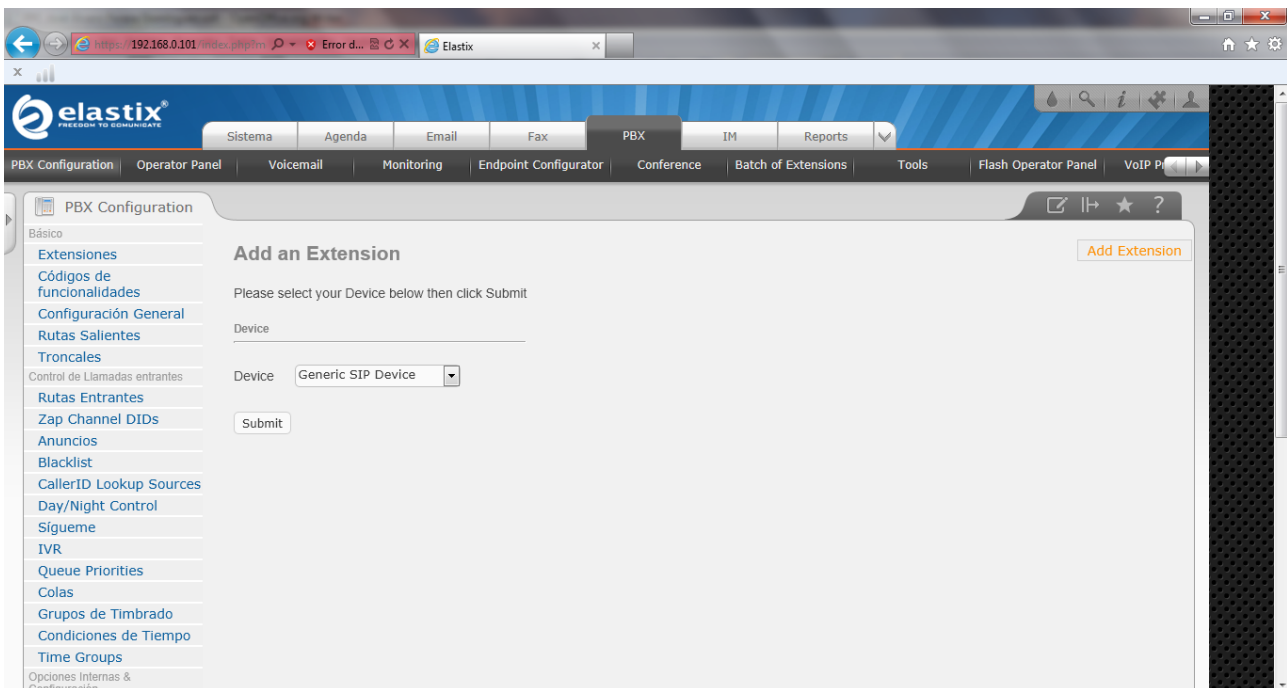 https://192.168.0.101/index.php?m
Error d...
Elastix
elastix®
FREEDOM TO COMUNICATE
Sistema
Agenda
Email
Fax
PBX
IM
Reports
PBX Configuration
Operator Panel
Voicemail
Monitoring
Endpoint Configurator
Conference
Batch of Extensions
Tools
Flash Operator Panel
VoIP
PBX Configuration
Básico
Extensiones
Códigos de
funcionalidades
Configuración General
Rutas Salientes
Troncales
Control de Llamadas entrantes
Rutas Entrantes
Zap Channel DIDs
Anuncios
Blacklist
CallerID Lookup Sources
Day/Night Control
Sígueme
IVR
Queue Priorities
Colas
Grupos de Timbrado
Condiciones de Tiempo
Time Groups
Opciones Internas &
Configuración
Add an Extension
Add Extension
Please select your Device below then click Submit
Device
Device
Generic SIP Device
Submit